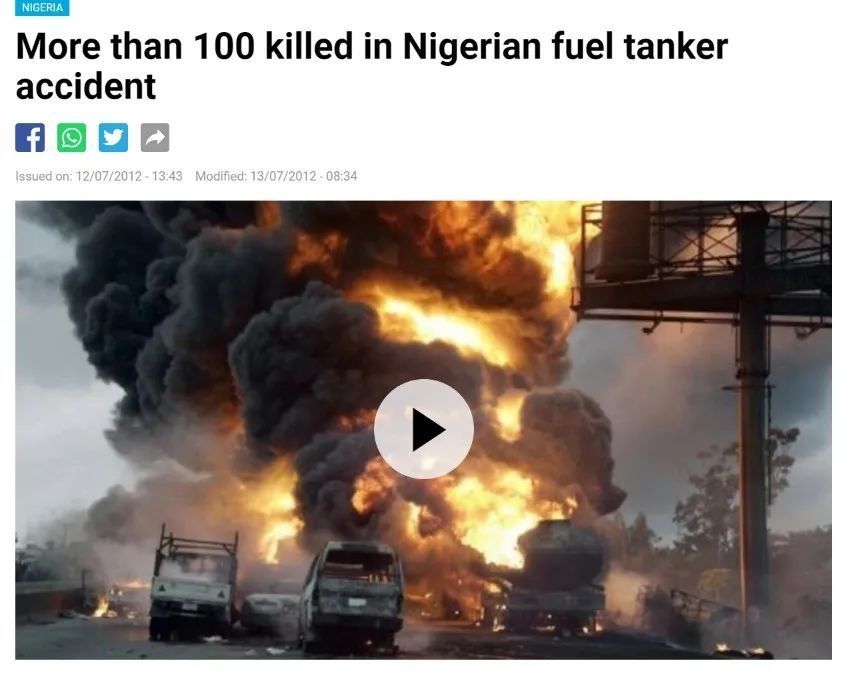 NIGERIA
More than 100 killed in Nigerian fuel tanker
accident
Issued on: 12/07/2012 - 13:43 Modified: 13/07/2012 - 08:34